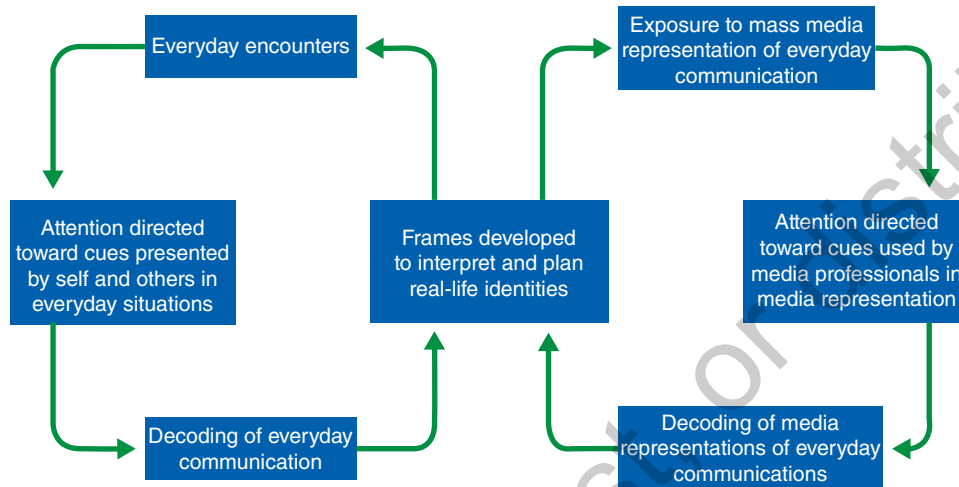 Everyday encounters
Exposure to mass media
representation of everyday
communication
Attention directed
toward cues presented
by self and others in
everyday situations
Frames developed
to interpret and plan
real-life identities
Attention directed
toward cues used by
media professionals in
media representation
Decoding of everyday
communication
Decoding of media
representations of everyday
communications
or